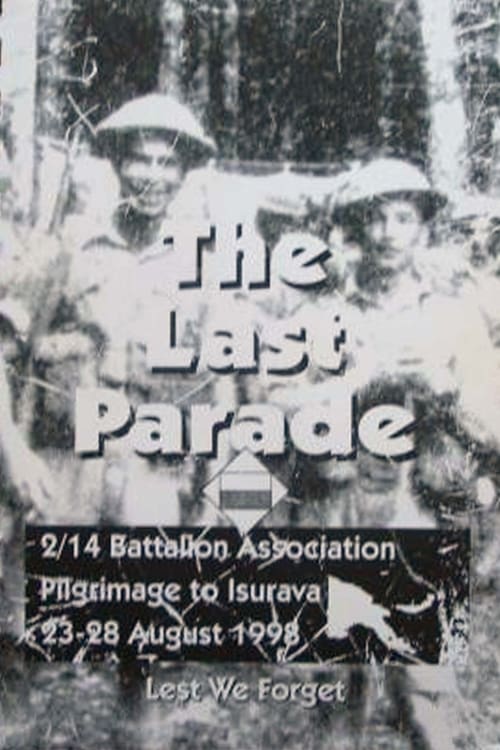 The
Last
Parade
2/14 Battalion Association
Pilgrimage to Isurava
23-28 August 1998
Lest We Forget